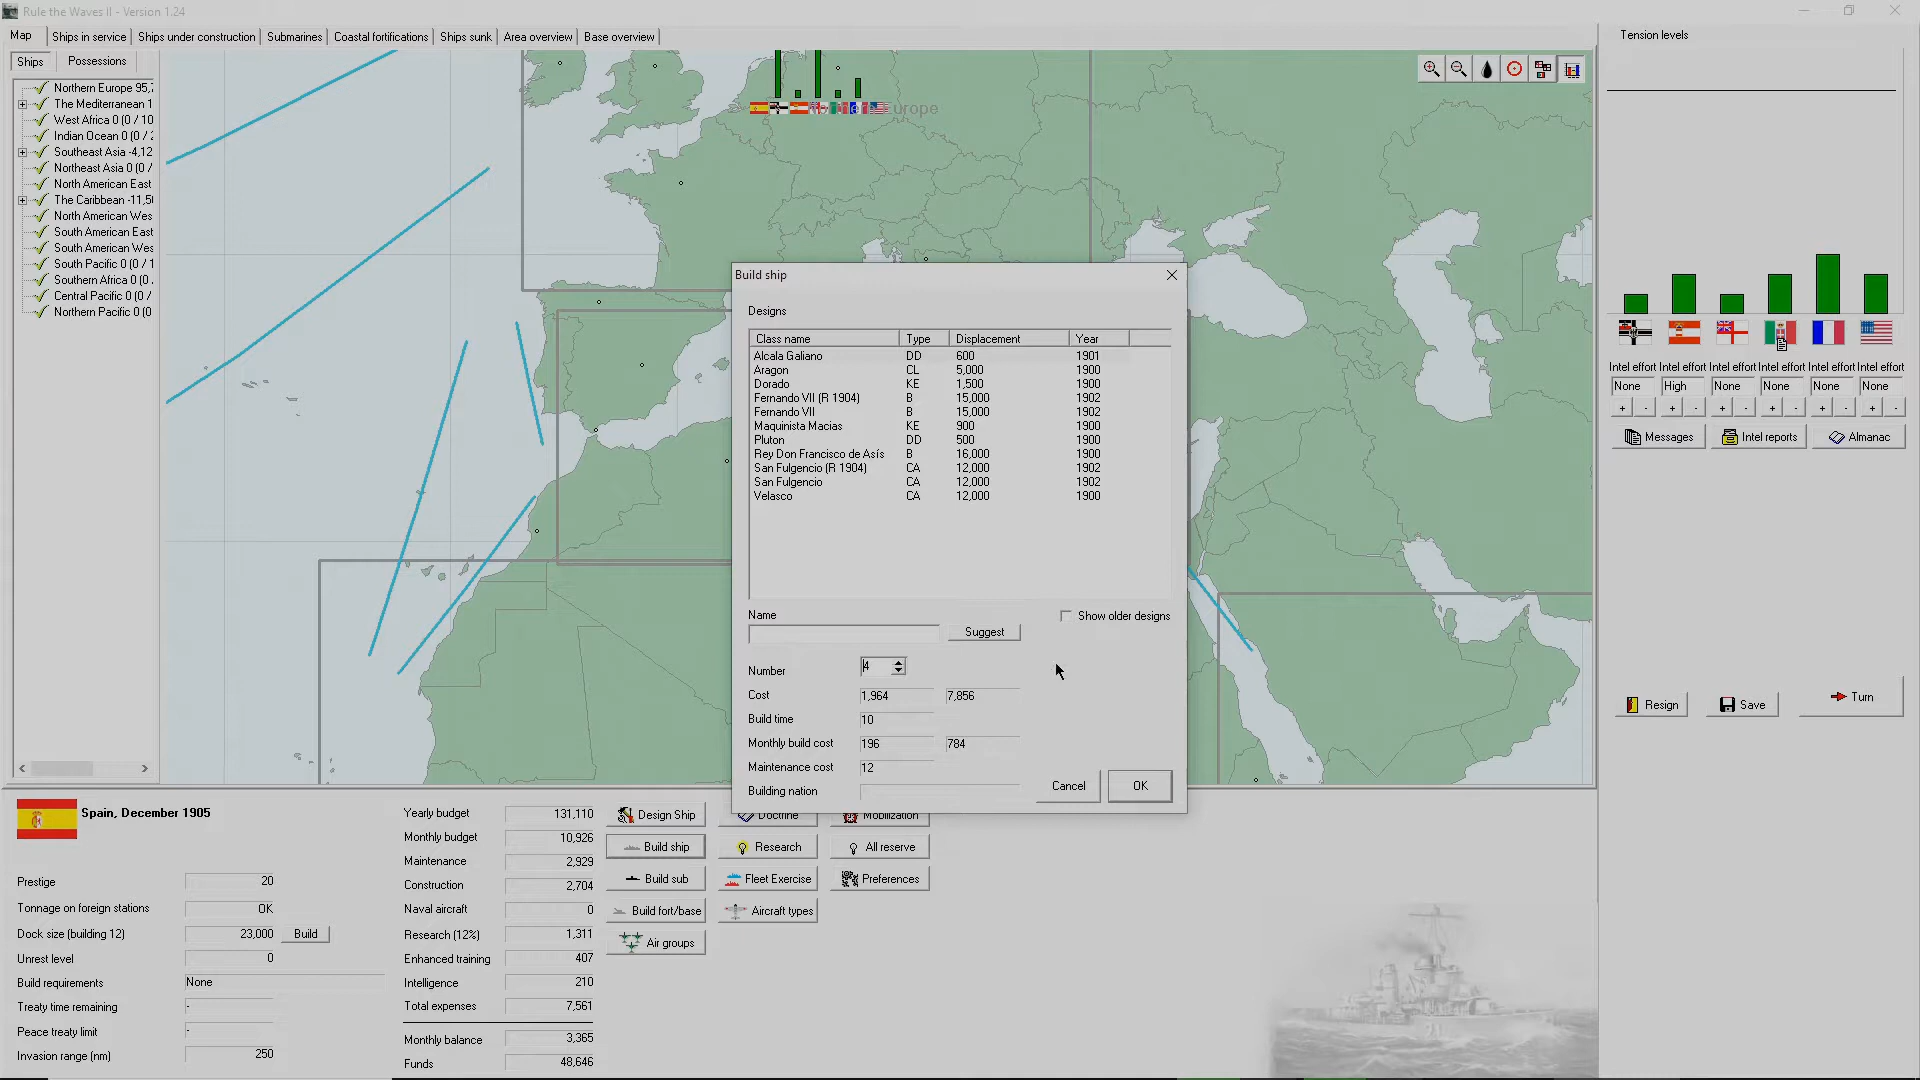 Rule the Waves II - Version 1.24
Map
Ships in service
Ships under construction
Submarines
Coastal fortifications
Ships sunk
Area overview
Base overview
Ships
Possessions
Northern Europe 95,
The Mediterranean 1
West Africa 0 (0 / 10
Indian Ocean 0 (0 / 2
Southeast Asia -4,12
Northeast Asia 0 (0 /
North American East
The Caribbean -11,50
North American Wes
South American East
South American Wes
South Pacific 0 (0 / 1
Southern Africa 0 (0 .
Central Pacific 0 (0 /
Northern Pacific 0 (0
Europe
Build ship
Designs
Class name Type Displacement Year
Alcala Galiano DD 600 1901
Aragon CL 5,000 1900
Dorado KE 1,500 1900
Fernando VII (R 1904) B 15,000 1902
Fernando VII B 15,000 1902
Maquinista Macias KE 900 1900
Pluton DD 500 1900
Rey Don Francisco de Asís B 16,000 1900
San Fulgencio (R 1904) CA 12,000 1902
San Fulgencio CA 12,000 1902
Velasco CA 12,000 1900
Name
Show older designs
Suggest
Number 4
Cost 1,964 7,856
Build time 10
Monthly build cost 196 784
Maintenance cost 12
Building nation
Cancel
OK
Tension levels
Intel effort Intel effort Intel effort Intel effort Intel effort Intel effort
None High None None None None
+ - + - + - + - + - + -
Messages
Intel reports
Almanac
Resign
Save
Turn
Spain, December 1905
Prestige 20
Tonnage on foreign stations OK
Dock size (building 12) 23,000 Build
Unrest level 0
Build requirements None
Treaty time remaining -
Peace treaty limit -
Invasion range (nm) 250
Yearly budget 131,110
Monthly budget 10,926
Maintenance 2,929
Construction 2,704
Naval aircraft 0
Research (12%) 1,311
Enhanced training 407
Intelligence 210
Total expenses 7,561
Monthly balance 3,365
Funds 48,646
Design Ship
Doctrine
Mobilization
Build ship
Research
All reserve
Build sub
Fleet Exercise
Preferences
Build fort/base
Aircraft types
Air groups